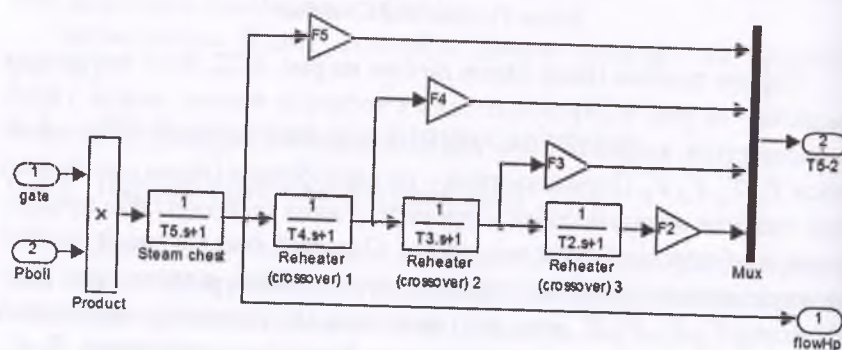 F5
F4
F3
F2
1
gate
2
Pboil
×
Product
1
T5.s+1
Steam chest
1
T4.s+1
Reheater
(crossover) 1
1
T3.s+1
Reheater
(crossover) 2
1
T2.s+1
Reheater
(crossover) 3
Mux
2
T5-2
1
flowHp